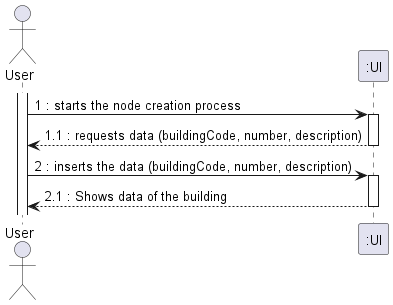 User
:UI
1 : starts the node creation process
1.1 : requests data (buildingCode, number, description)
2 : inserts the data (buildingCode, number, description)
2.1 : Shows data of the building
User
:UI